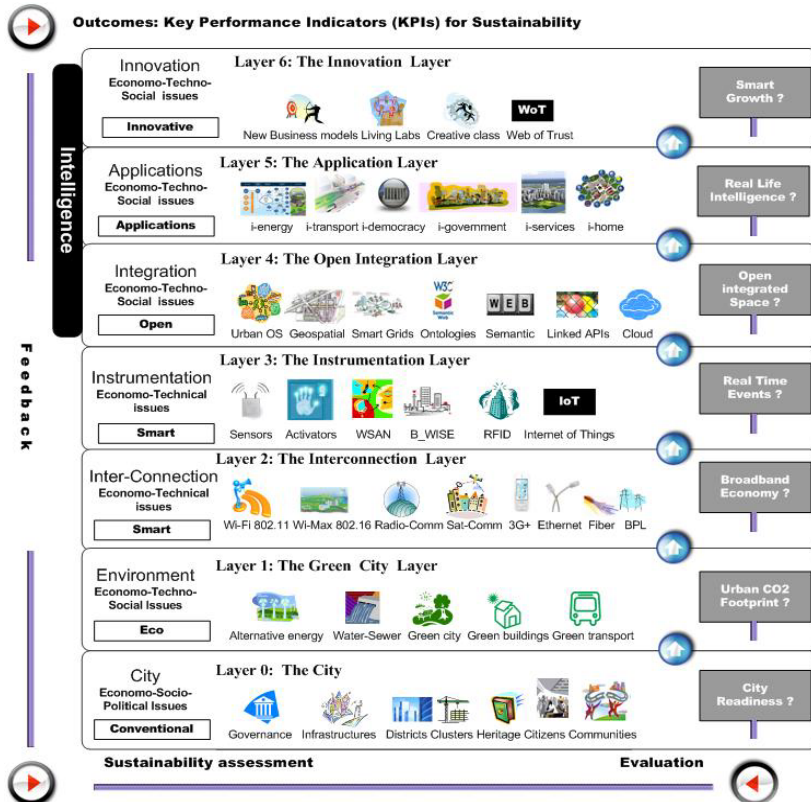 Outcomes: Key Performance Indicators (KPIs) for Sustainability
Intelligence
Feedback
Innovation
Economo-Techno-
Social issues
Innovative
Layer 6: The Innovation Layer
WoT
New Business models Living Labs Creative class Web of Trust
Smart
Growth ?
Applications
Economo-Techno-
Social issues
Applications
Layer 5: The Application Layer
i-energy i-transport i-democracy i-government i-services i-home
Real Life
Intelligence ?
Integration
Economo-Techno-
Social issues
Open
Layer 4: The Open Integration Layer
W3C
Semantic
Web
WEB
Urban OS Geospatial Smart Grids Ontologies Semantic Linked APIs Cloud
Open
integrated
Space ?
Instrumentation
Economo-Technical
issues
Smart
Layer 3: The Instrumentation Layer
IoT
Sensors Activators WSAN B_WISE RFID Internet of Things
Real Time
Events ?
Inter-Connection
Economo-Technical
issues
Smart
Layer 2: The Interconnection Layer
Wi-Fi 802.11 Wi-Max 802.16 Radio-Comm Sat-Comm 3G+ Ethernet Fiber BPL
Broadband
Economy ?
Environment
Economo-Techno-
Social Issues
Eco
Layer 1: The Green City Layer
Alternative energy Water-Sewer Green city Green buildings Green transport
Urban CO2
Footprint ?
City
Economo-Socio-
Political Issues
Conventional
Layer 0: The City
Governance Infrastructures Districts Clusters Heritage Citizens Communities
City
Readiness ?
Sustainability assessment Evaluation